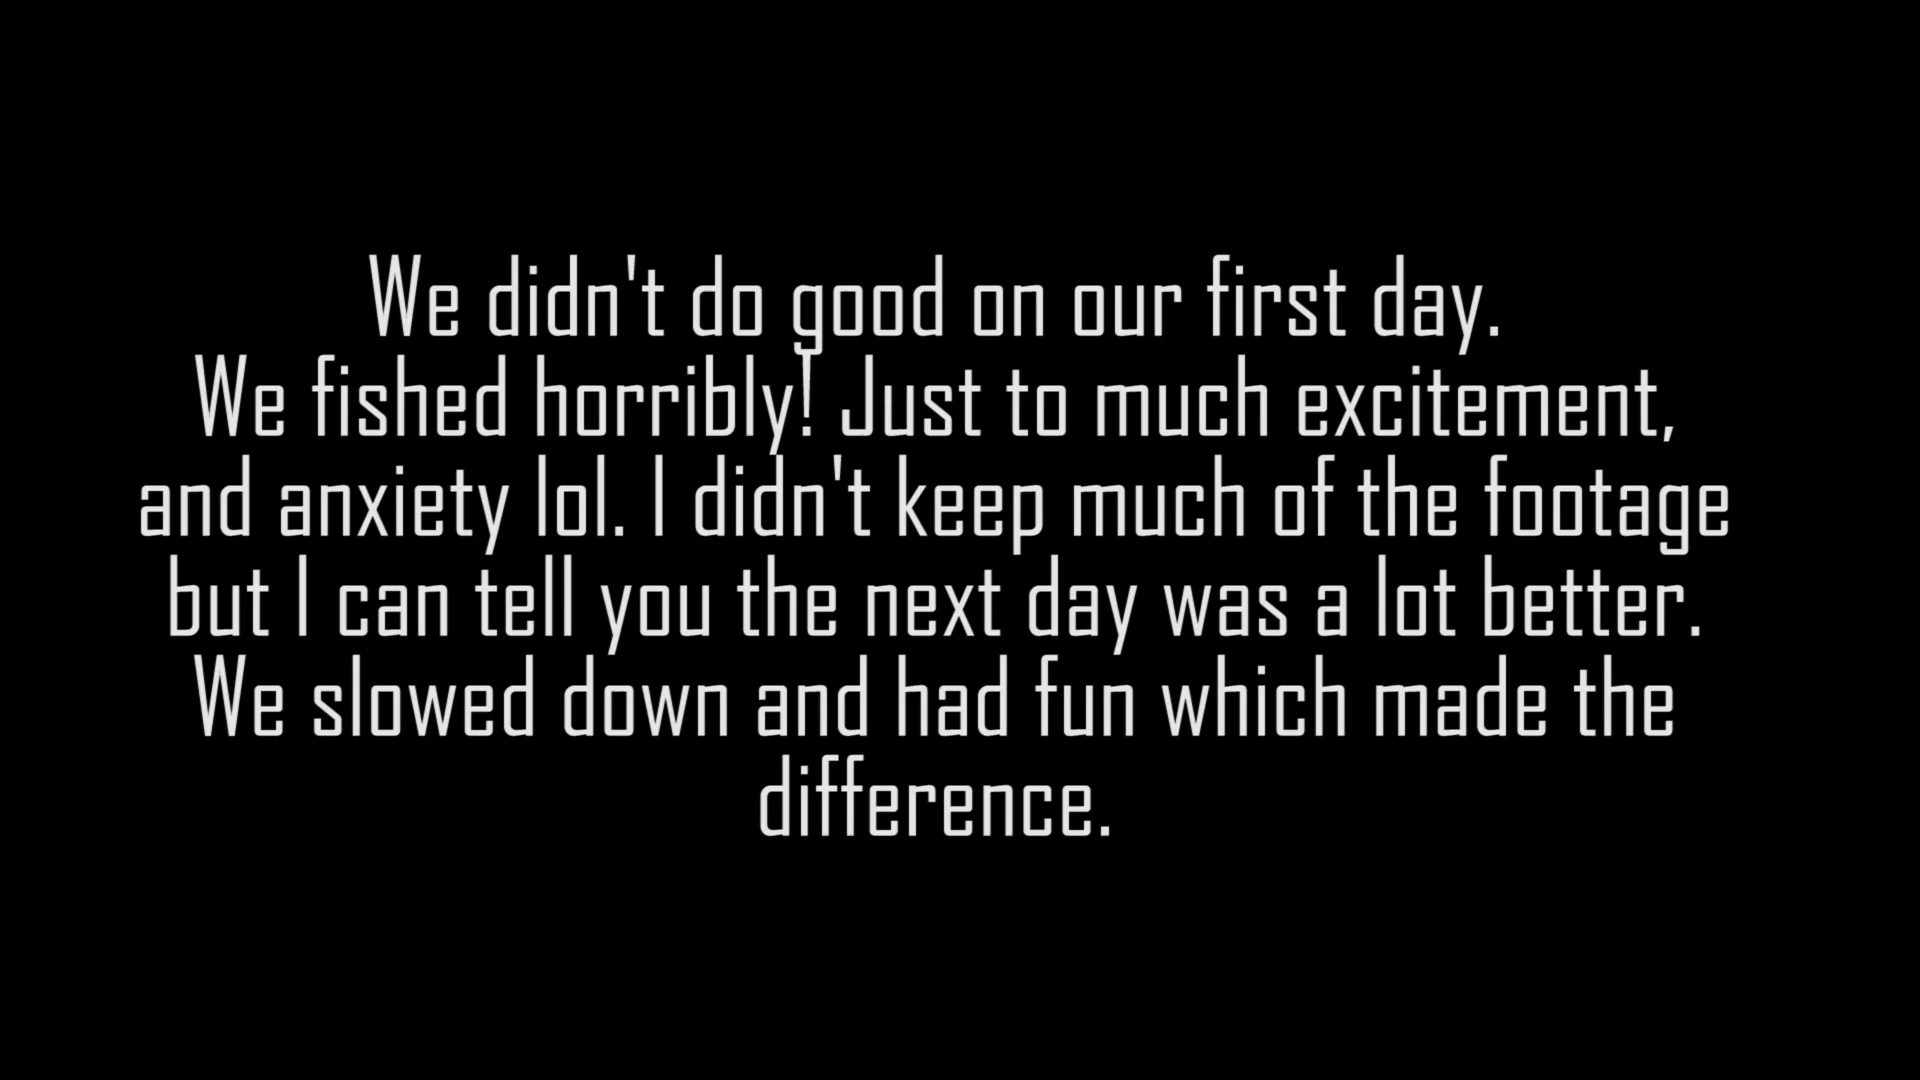 We didn't do good on our first day.
We fished horribly! Just to much excitement,
and anxiety lol. I didn't keep much of the footage
but I can tell you the next day was a lot better.
We slowed down and had fun which made the
difference.